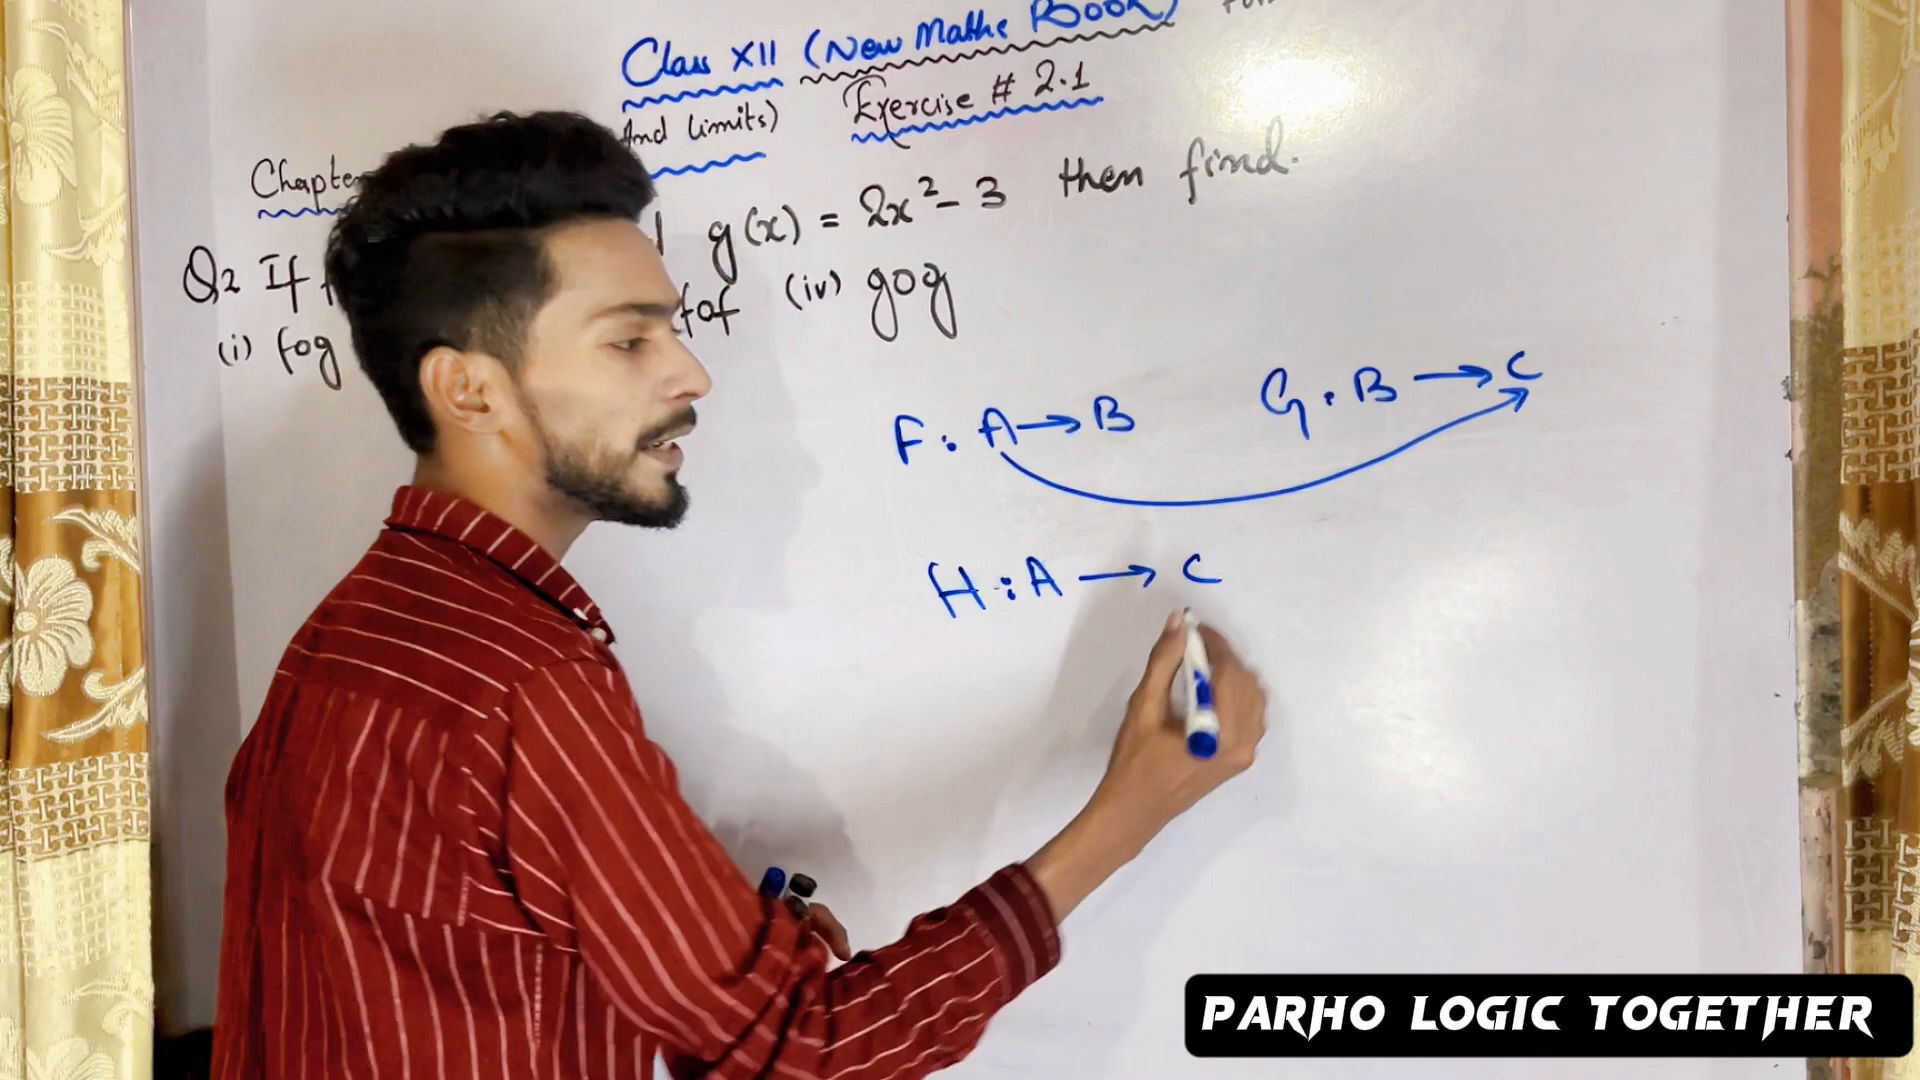 Class XII (New Maths Book)
Chapter And Limits) Exercise # 2.1
Q2 If g(x) = 2x² - 3 then find.
(i) fog fof (iv) gog
F : A → B G : B → C
H : A → C
PARHO LOGIC TOGETHER